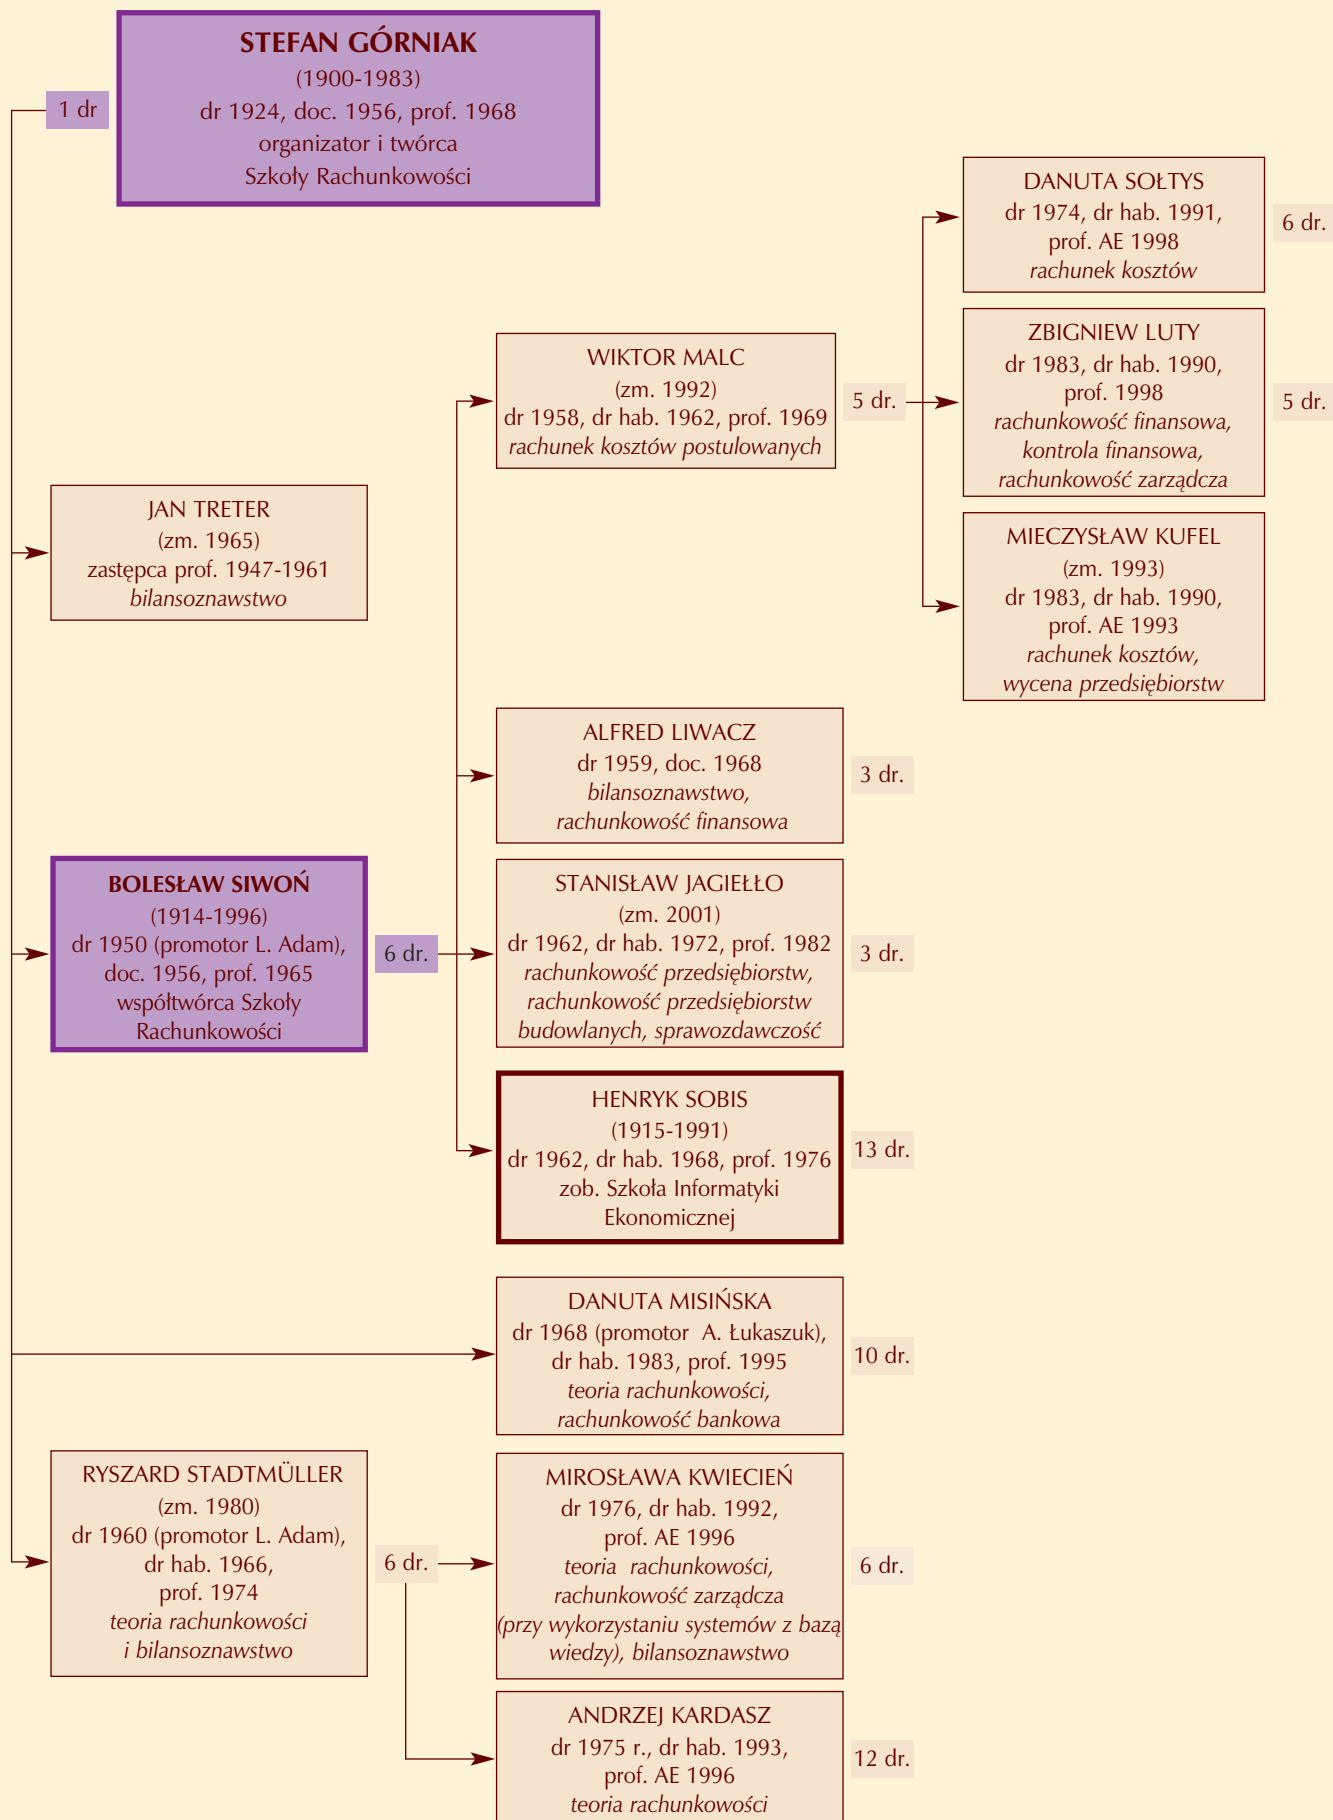 STEFAN GÓRNIAK
(1900-1983)
dr 1924, doc. 1956, prof. 1968
organizator i twórca
Szkoły Rachunkowości
1 dr
DANUTA SOŁTYS
dr 1974, dr hab. 1991,
prof. AE 1998
rachunek kosztów
6 dr.
ZBIGNIEW LUTY
dr 1983, dr hab. 1990,
prof. 1998
rachunkowość finansowa,
kontrola finansowa,
rachunkowość zarządcza
5 dr.
WIKTOR MALC
(zm. 1992)
dr 1958, dr hab. 1962, prof. 1969
rachunek kosztów postulowanych
5 dr.
JAN TRETER
(zm. 1965)
zastępca prof. 1947-1961
bilansoznawstwo
MIECZYSŁAW KUFEL
(zm. 1993)
dr 1983, dr hab. 1990,
prof. AE 1993
rachunek kosztów,
wycena przedsiębiorstw
ALFRED LIWACZ
dr 1959, doc. 1968
bilansoznawstwo,
rachunkowość finansowa
3 dr.
BOLESŁAW SIWOŃ
(1914-1996)
dr 1950 (promotor L. Adam),
doc. 1956, prof. 1965
współtwórca Szkoły
Rachunkowości
6 dr.
STANISŁAW JAGIEŁŁO
(zm. 2001)
dr 1962, dr hab. 1972, prof. 1982
rachunkowość przedsiębiorstw,
rachunkowość przedsiębiorstw
budowlanych, sprawozdawczość
3 dr.
HENRYK SOBIS
(1915-1991)
dr 1962, dr hab. 1968, prof. 1976
zob. Szkoła Informatyki
Ekonomicznej
13 dr.
DANUTA MISIŃSKA
dr 1968 (promotor A. Łukaszuk),
dr hab. 1983, prof. 1995
teoria rachunkowości,
rachunkowość bankowa
10 dr.
RYSZARD STADTMÜLLER
(zm. 1980)
dr 1960 (promotor L. Adam),
dr hab. 1966,
prof. 1974
teoria rachunkowości
i bilansoznawstwo
6 dr.
MIROSŁAWA KWIECIEŃ
dr 1976, dr hab. 1992,
prof. AE 1996
teoria rachunkowości,
rachunkowość zarządcza
(przy wykorzystaniu systemów z bazą
wiedzy), bilansoznawstwo
6 dr.
ANDRZEJ KARDASZ
dr 1975 r., dr hab. 1993,
prof. AE 1996
teoria rachunkowości
12 dr.